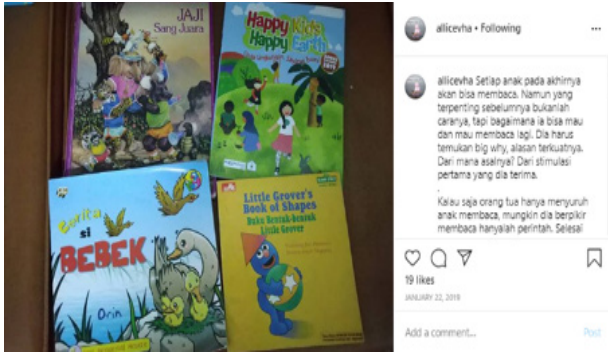 JAJI
Sang Juara
Happy Kids
Happy Earth
Cerita
si
BEBEK
Orin
Little Grover's
Book of Shapes
Buku Bentuk-bentuk
Little Grover
allicevha • Following
allicevha Setiap anak pada akhirnya
akan bisa membaca. Namun yang
terpenting sebelumnya bukanlah
caranya, tapi bagaimana ia bisa mau
dan mau membaca lagi. Dia harus
temukan big why, alasan terkuatnya.
Dari mana asalnya? Dari stimulasi
pertama yang dia terima.
.
Kalau saja orang tua hanya menyuruh
anak membaca, mungkin dia berpikir
membaca hanyalah perintah. Selesai
19 likes
JANUARY 22, 2019
Add a comment...
Post